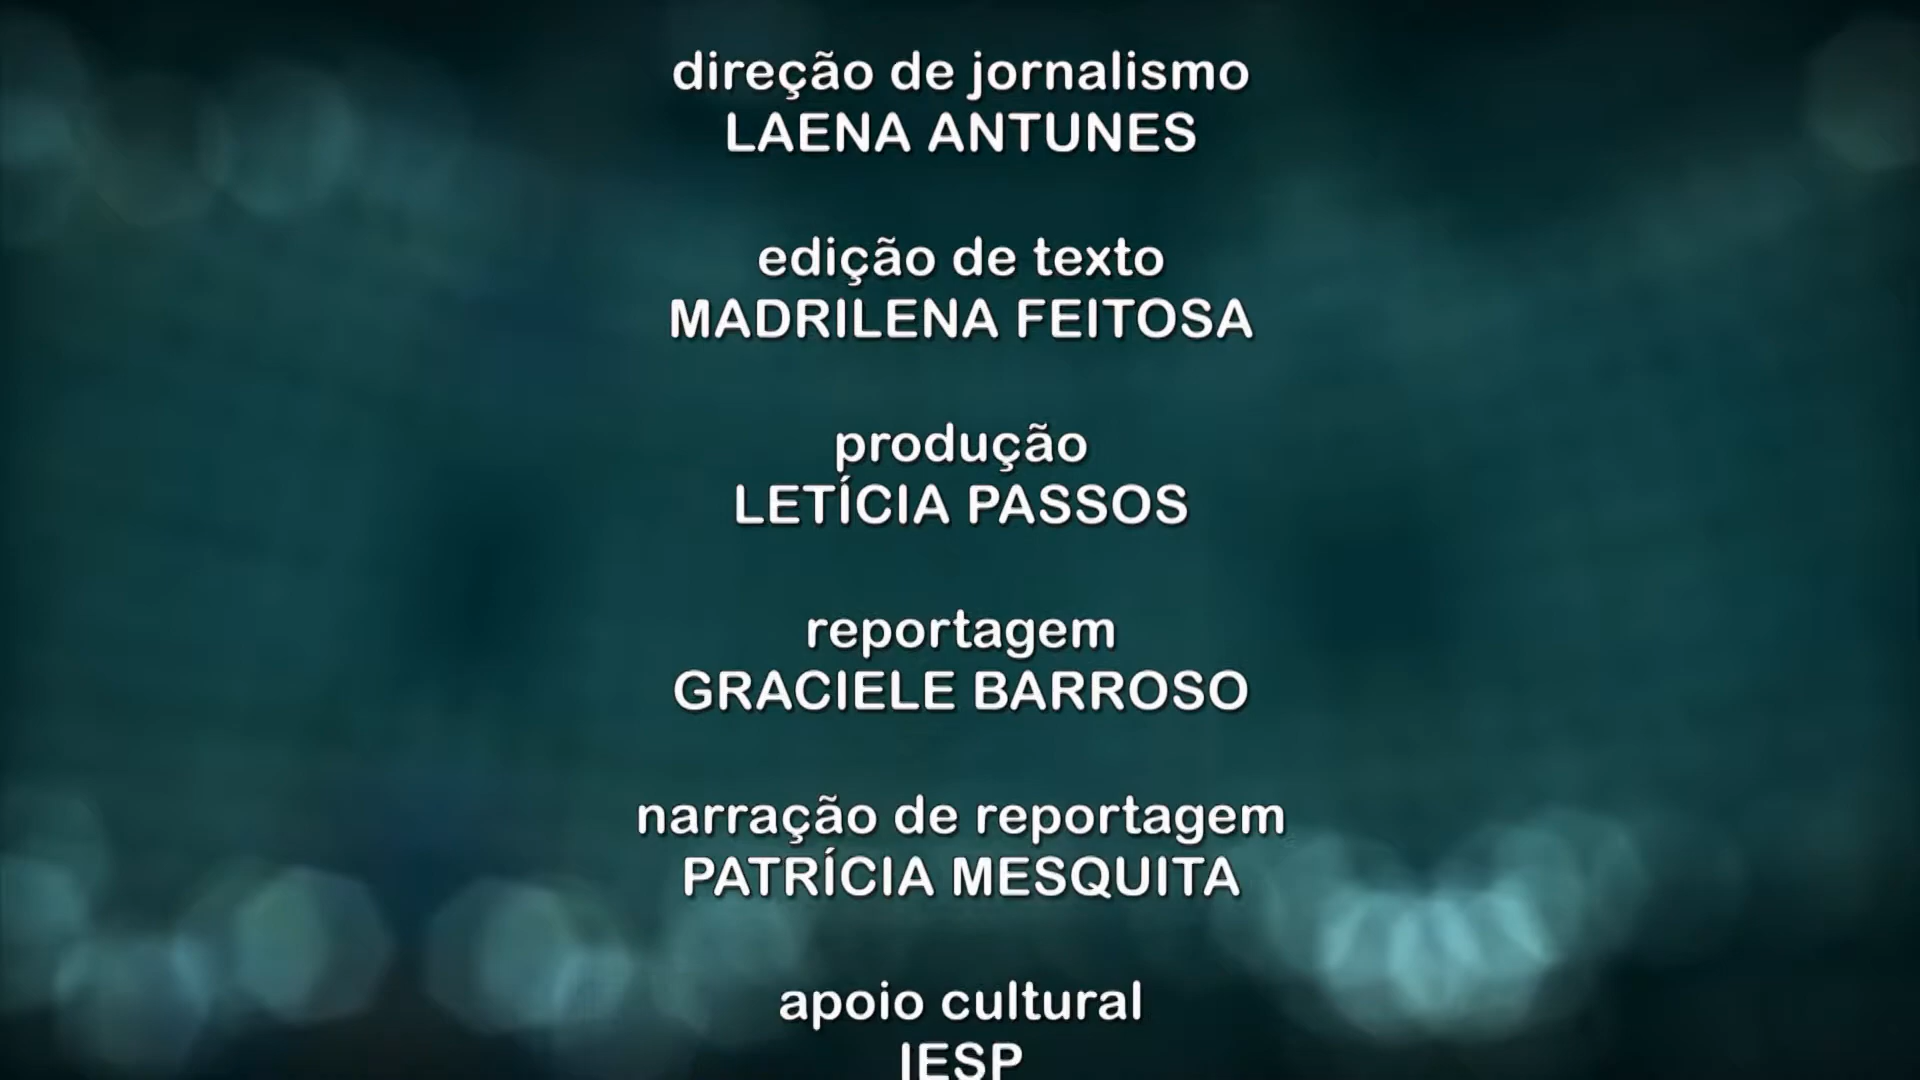 direção de jornalismo
LAENA ANTUNES
edição de texto
MADRILENA FEITOSA
produção
LETÍCIA PASSOS
reportagem
GRACIELE BARROSO
narração de reportagem
PATRÍCIA MESQUITA
apoio cultural
IESP